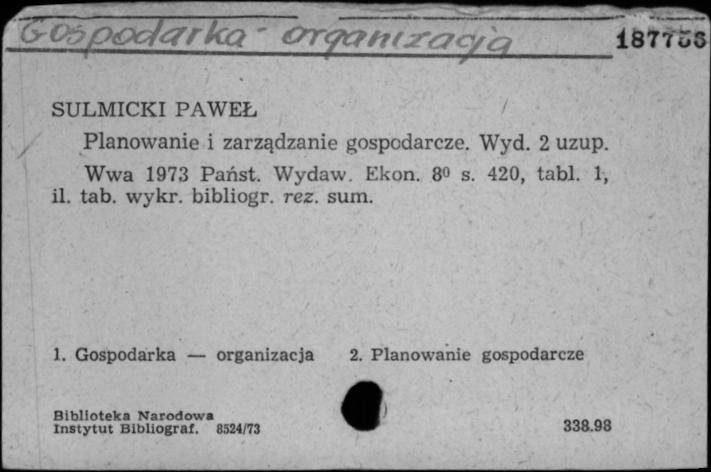 Gospodarka - organizacja
SULMICKI PAWEŁ
Planowanie i zarządzanie gospodarcze. Wyd. 2 uzup.
Wwa 1973 Państ. Wydaw. Ekon. 8⁰ s. 420, tabl. 1,
il. tab. wykr. bibliogr. rez. sum.
1. Gospodarka — organizacja 2. Planowanie gospodarcze
Biblioteka Narodowa
Instytut Bibliograf. 8524/73 338.98